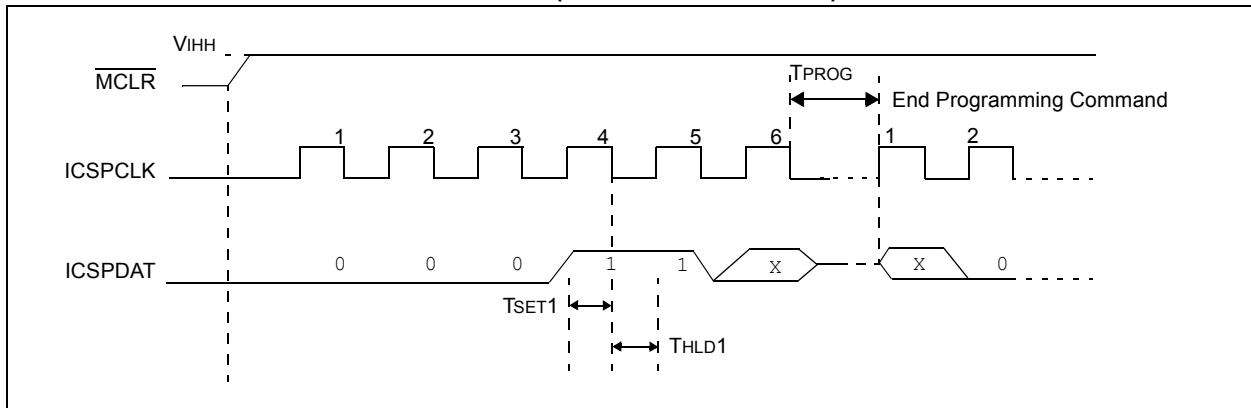 VIHH
MCLR
TPROG
End Programming Command
1 2 3 4 5 6 1 2
ICSPCLK
ICSPDAT
0 0 0 1 1 X X 0
TSET1
THLD1